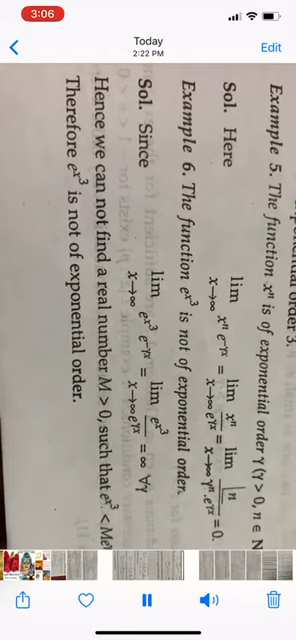 3:06
Today
2:22 PM
Edit
order 3.
Example 5. The function xⁿ is of exponential order γ (γ > 0, n ∈ N
Sol. Here lim x→∞ xⁿ e^-γx = lim x→∞ xⁿ/e^γx = lim x→∞ ⌊n/γⁿ.e^γx = 0.
Example 6. The function e^x³ is not of exponential order.
Sol. Since lim x→∞ e^x³ e^-γx = lim x→∞ e^x³/e^γx = ∞ ∀γ
Hence we can not find a real number M > 0, such that e^x³ < Me
Therefore e^x³ is not of exponential order.